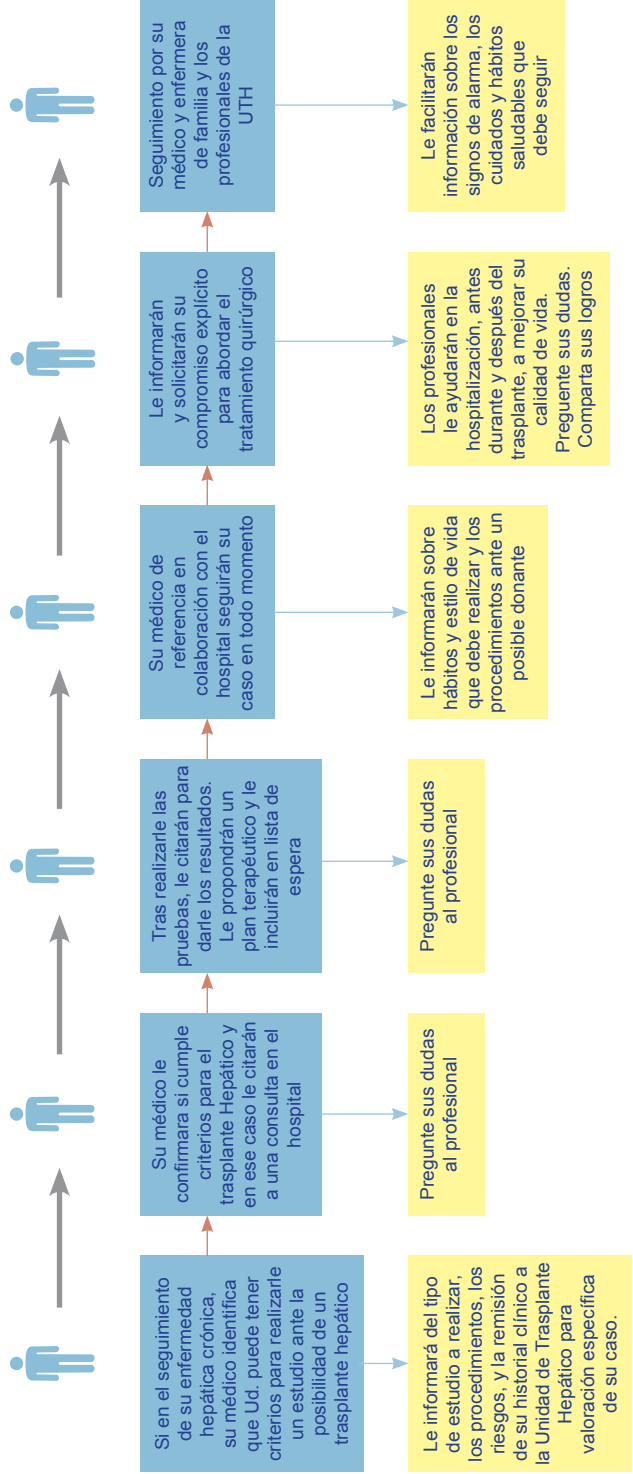 Si en el seguimiento
de su enfermedad
hepática crónica,
su médico identifica
que Ud. puede tener
criterios para realizarle
un estudio ante la
posibilidad de un
trasplante hepático
Le informará del tipo
de estudio a realizar,
los procedimientos, los
riesgos, y la remisión
de su historial clínico a
la Unidad de Trasplante
Hepático para
valoración específica
de su caso.
Su médico le
confirmara si cumple
criterios para el
trasplante Hepático y
en ese caso le citarán
a una consulta en el
hospital
Pregunte sus dudas
al profesional
Tras realizarle las
pruebas, le citarán para
darle los resultados.
Le propondrán un
plan terapéutico y le
incluirán en lista de
espera
Pregunte sus dudas
al profesional
Su médico de
referencia en
colaboración con el
hospital seguirán su
caso en todo momento
Le informarán sobre
hábitos y estilo de vida
que debe realizar y los
procedimientos ante un
posible donante
Le informarán
y solicitarán su
compromiso explícito
para abordar el
tratamiento quirúrgico
Los profesionales
le ayudarán en la
hospitalización, antes
durante y después del
trasplante, a mejorar su
calidad de vida.
Preguente sus dudas.
Comparta sus logros
Seguimiento por su
médico y enfermera
de familia y los
profesionales de la
UTH
Le facilitarán
información sobre los
signos de alarma, los
cuidados y hábitos
saludables que
debe seguir